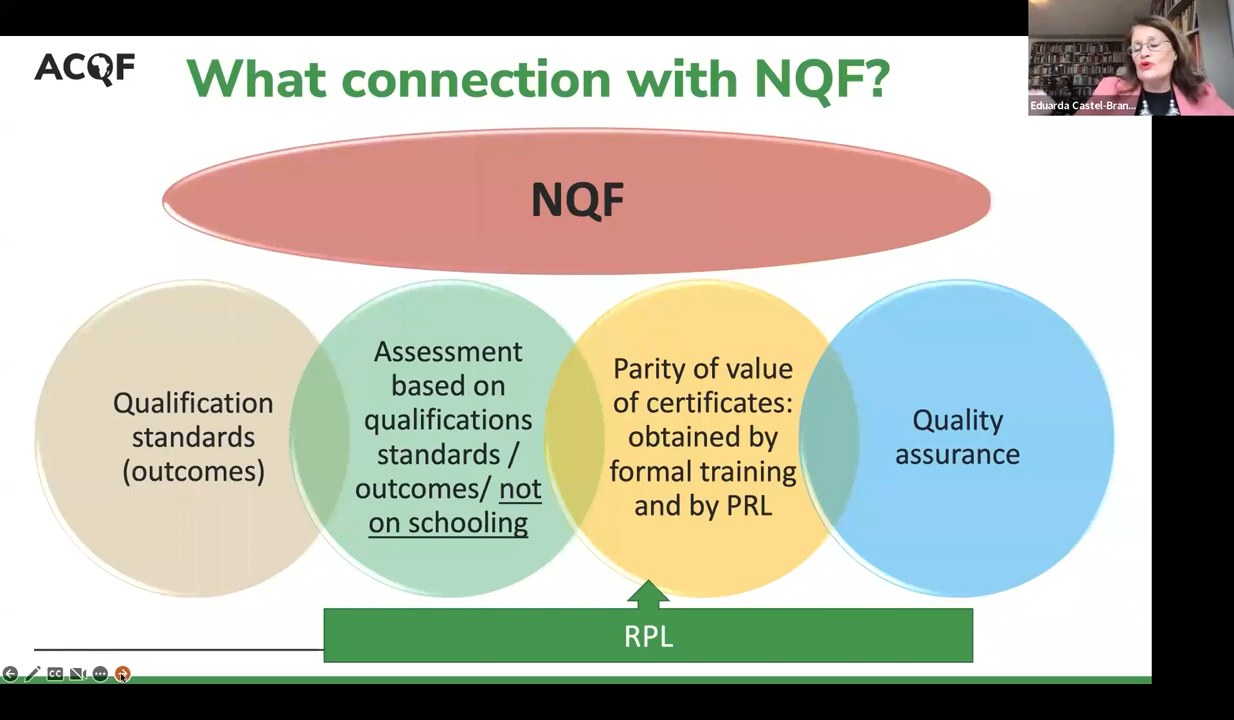 ACQF
What connection with NQF?
Eduarda Castel-Bran...
NQF
Qualification
standards
(outcomes)
Assessment
based on
qualifications
standards /
outcomes/ not
on schooling
Parity of value
of certificates:
obtained by
formal training
and by PRL
Quality
assurance
RPL
CC